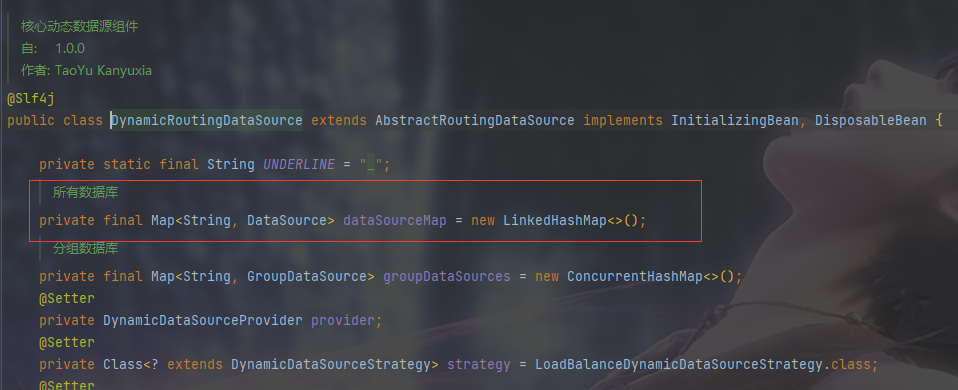 核心动态数据源组件
自: 1.0.0
作者: TaoYu Kanyuxia
@Slf4j
public class DynamicRoutingDataSource extends AbstractRoutingDataSource implements InitializingBean, DisposableBean {
private static final String UNDERLINE = "_";
所有数据库
private final Map<String, DataSource> dataSourceMap = new LinkedHashMap<>();
分组数据库
private final Map<String, GroupDataSource> groupDataSources = new ConcurrentHashMap<>();
@Setter
private DynamicDataSourceProvider provider;
@Setter
private Class<? extends DynamicDataSourceStrategy> strategy = LoadBalanceDynamicDataSourceStrategy.class;
@Setter